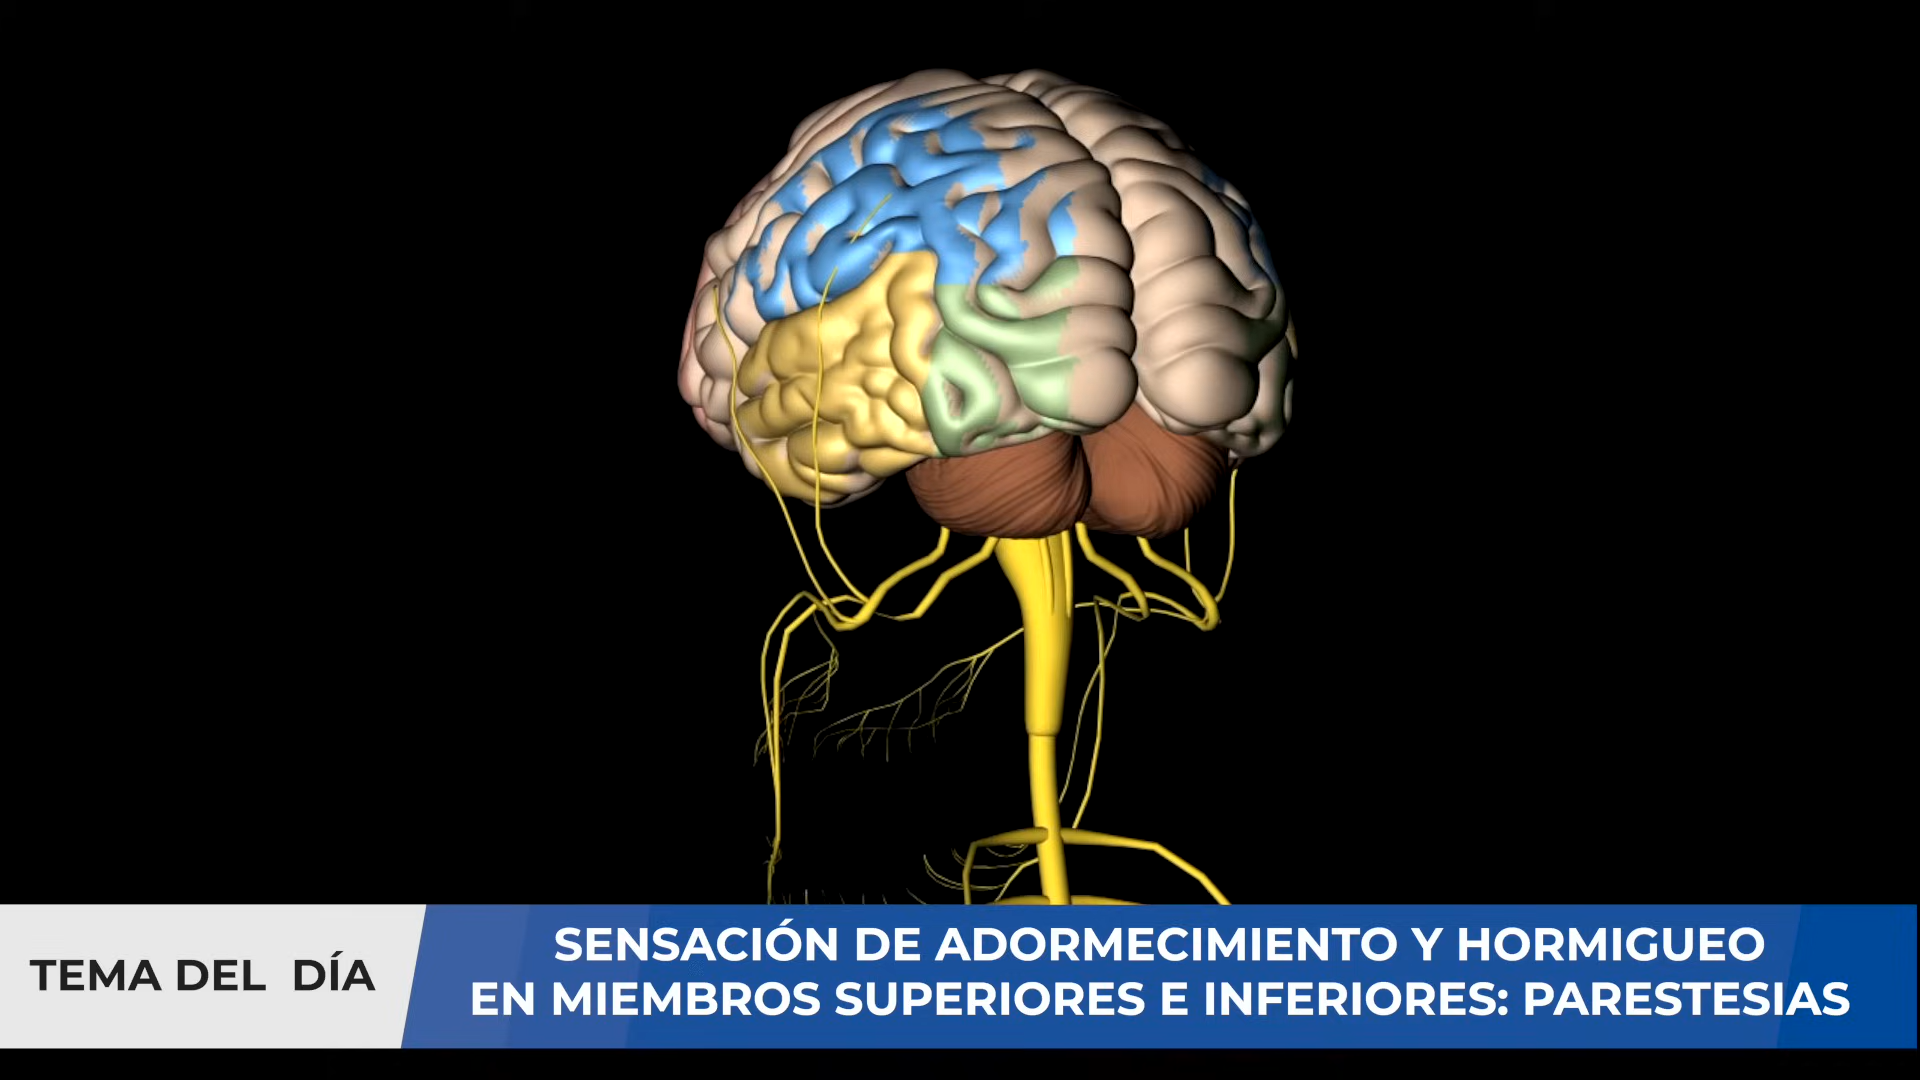 TEMA DEL DÍA
SENSACIÓN DE ADORMECIMIENTO Y HORMIGUEO
EN MIEMBROS SUPERIORES E INFERIORES: PARESTESIAS